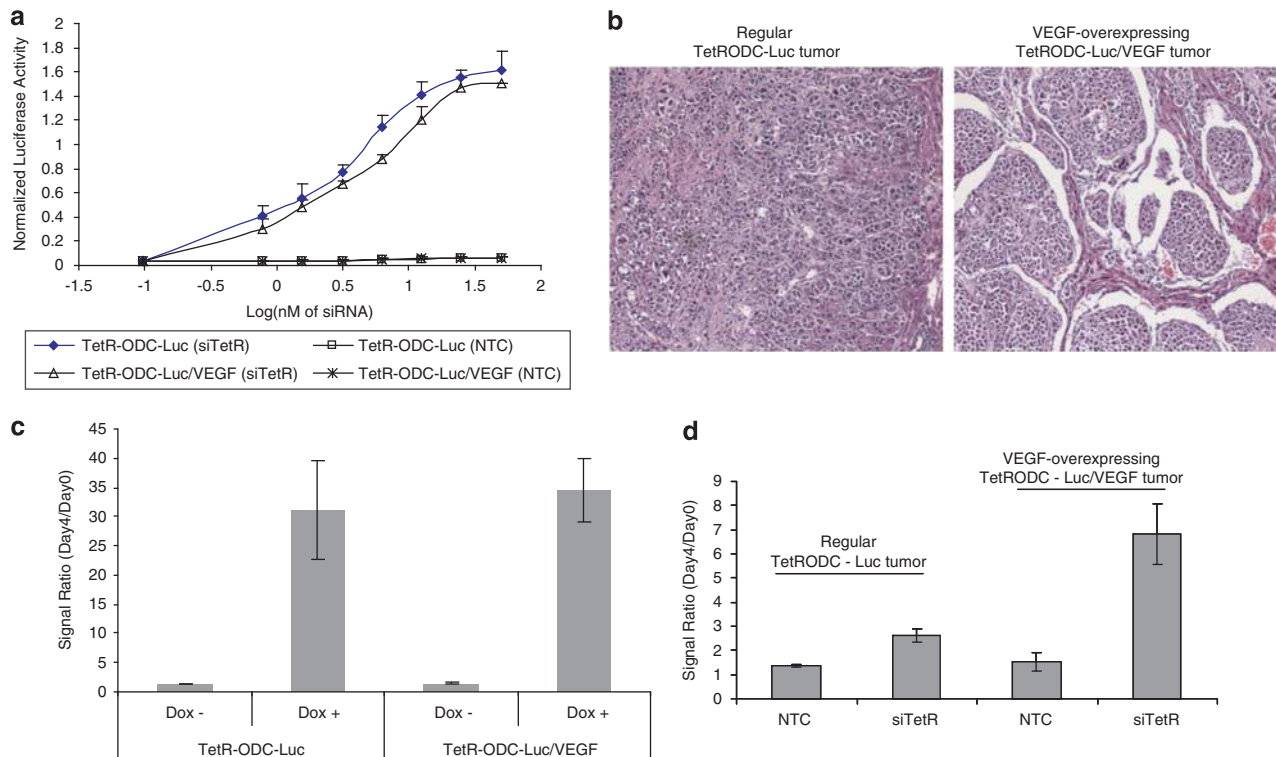 a
2
1.8
1.6
1.4
1.2
1
0.8
0.6
0.4
0.2
0
Normalized Luciferase Activity
-1.5
-1
-0.5
0
0.5
1
1.5
2
Log(nM of siRNA)
TetR-ODC-Luc (siTetR)
TetR-ODC-Luc (NTC)
TetR-ODC-Luc/VEGF (siTetR)
TetR-ODC-Luc/VEGF (NTC)
b
Regular
TetRODC-Luc tumor
VEGF-overexpressing
TetRODC-Luc/VEGF tumor
c
45
40
35
30
25
20
15
10
5
0
Signal Ratio (Day4/Day0)
Dox -
Dox +
Dox -
Dox +
TetR-ODC-Luc
TetR-ODC-Luc/VEGF
d
9
8
7
6
5
4
3
2
1
0
Signal Ratio (Day4/Day0)
Regular
TetRODC - Luc tumor
VEGF-overexpressing
TetRODC - Luc/VEGF tumor
NTC
siTetR
NTC
siTetR